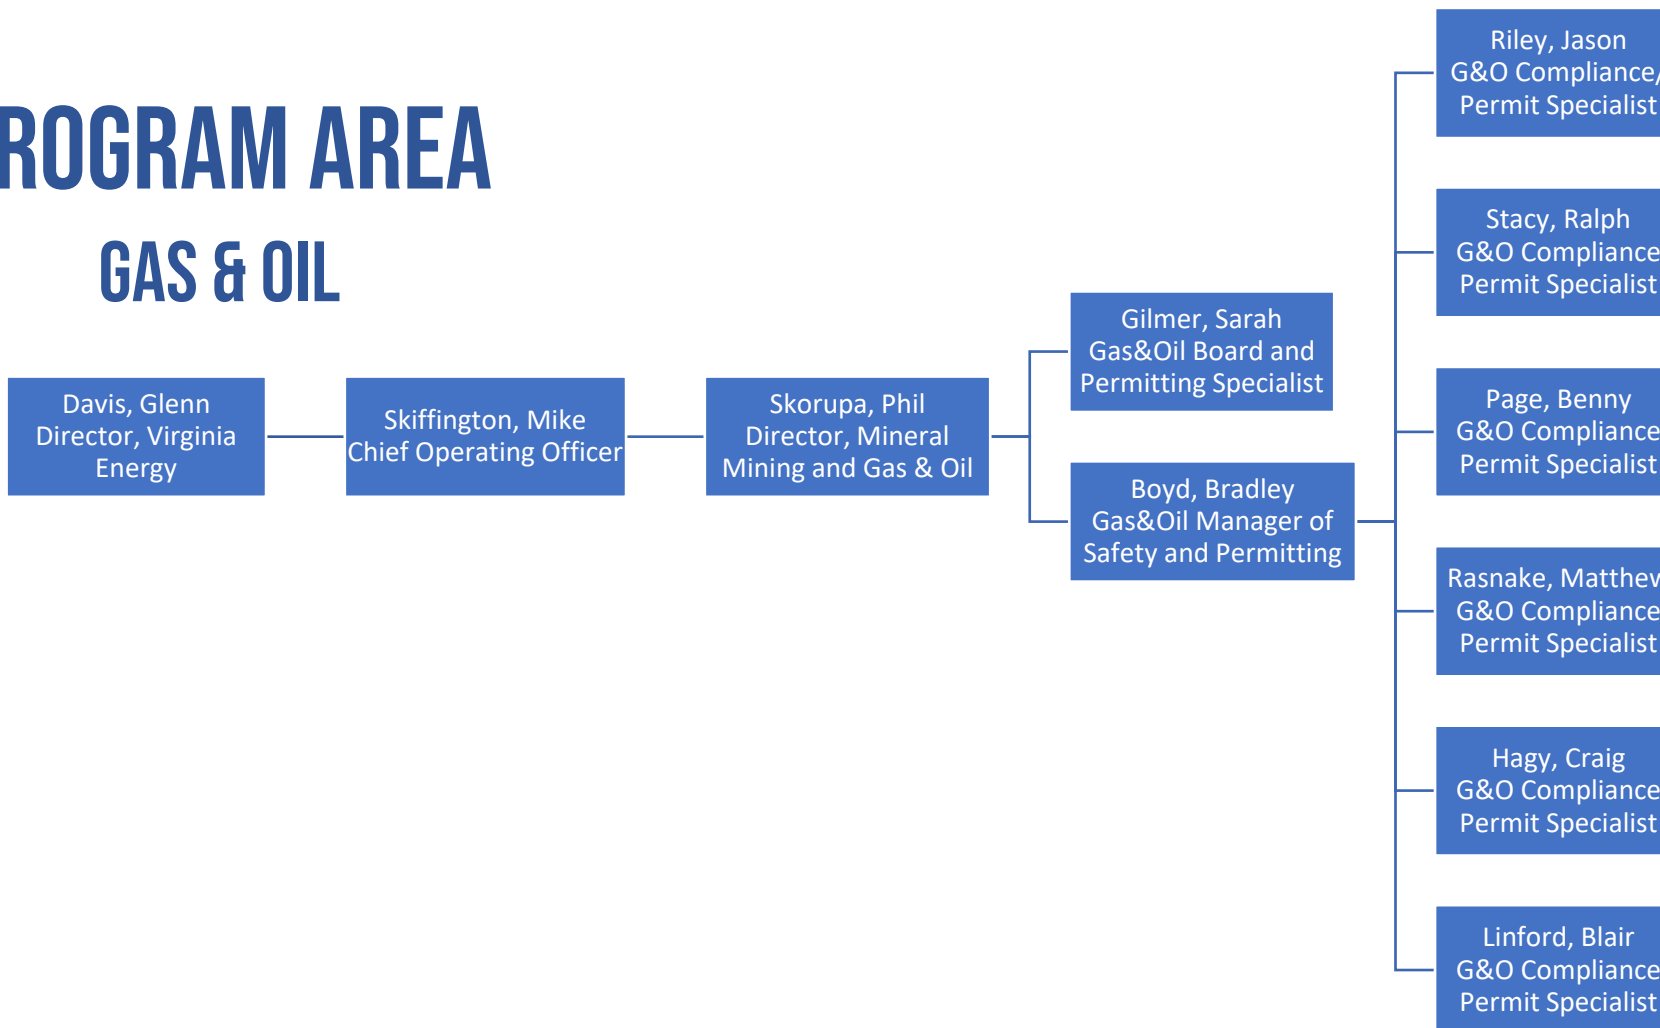 ROGRAM AREA
GAS & OIL
Davis, Glenn
Director, Virginia
Energy
Skiffington, Mike
Chief Operating Officer
Skorupa, Phil
Director, Mineral
Mining and Gas & Oil
Gilmer, Sarah
Gas&Oil Board and
Permitting Specialist
Boyd, Bradley
Gas&Oil Manager of
Safety and Permitting
Riley, Jason
G&O Compliance/
Permit Specialist
Stacy, Ralph
G&O Compliance
Permit Specialist
Page, Benny
G&O Compliance
Permit Specialist
Rasnake, Matthew
G&O Compliance
Permit Specialist
Hagy, Craig
G&O Compliance
Permit Specialist
Linford, Blair
G&O Compliance
Permit Specialist